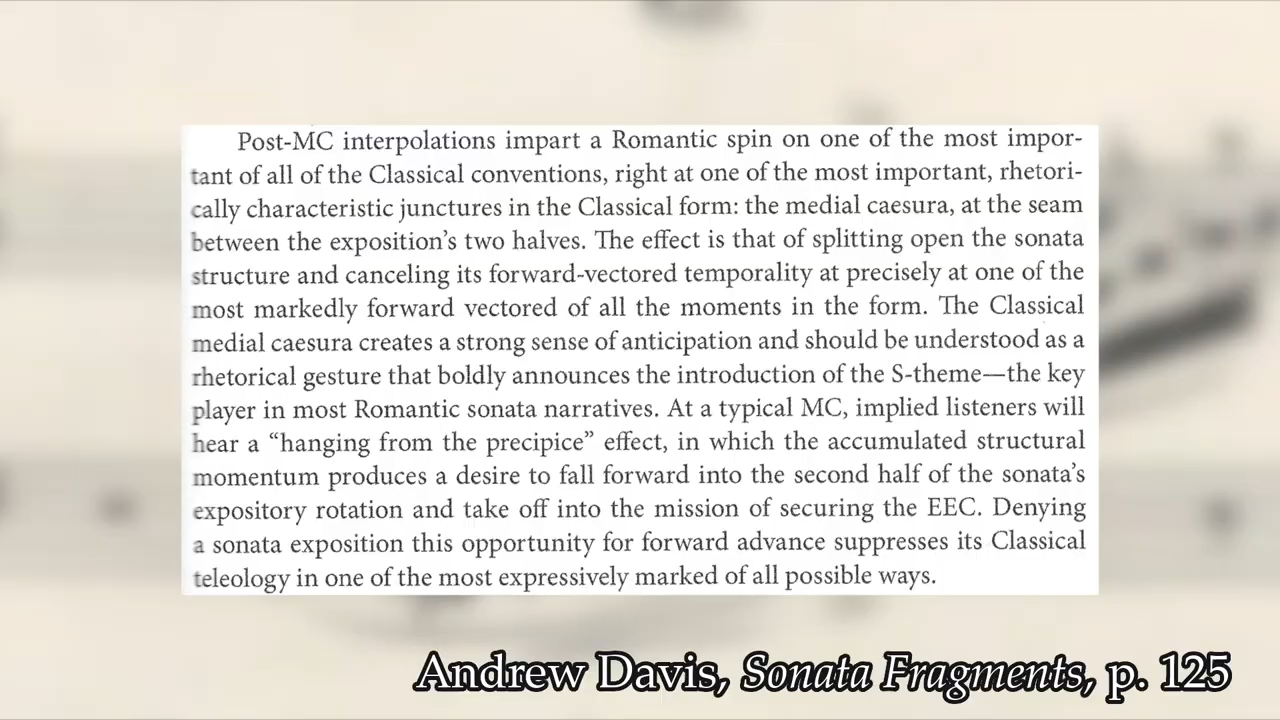 Post-MC interpolations impart a Romantic spin on one of the most impor-
tant of all of the Classical conventions, right at one of the most important, rhetori-
cally characteristic junctures in the Classical form: the medial caesura, at the seam
between the exposition’s two halves. The effect is that of splitting open the sonata
structure and canceling its forward-vectored temporality at precisely at one of the
most markedly forward vectored of all the moments in the form. The Classical
medial caesura creates a strong sense of anticipation and should be understood as a
rhetorical gesture that boldly announces the introduction of the S-theme—the key
player in most Romantic sonata narratives. At a typical MC, implied listeners will
hear a “hanging from the precipice” effect, in which the accumulated structural
momentum produces a desire to fall forward into the second half of the sonata’s
expository rotation and take off into the mission of securing the EEC. Denying
a sonata exposition this opportunity for forward advance suppresses its Classical
teleology in one of the most expressively marked of all possible ways.
Andrew Davis, Sonata Fragments, p. 125